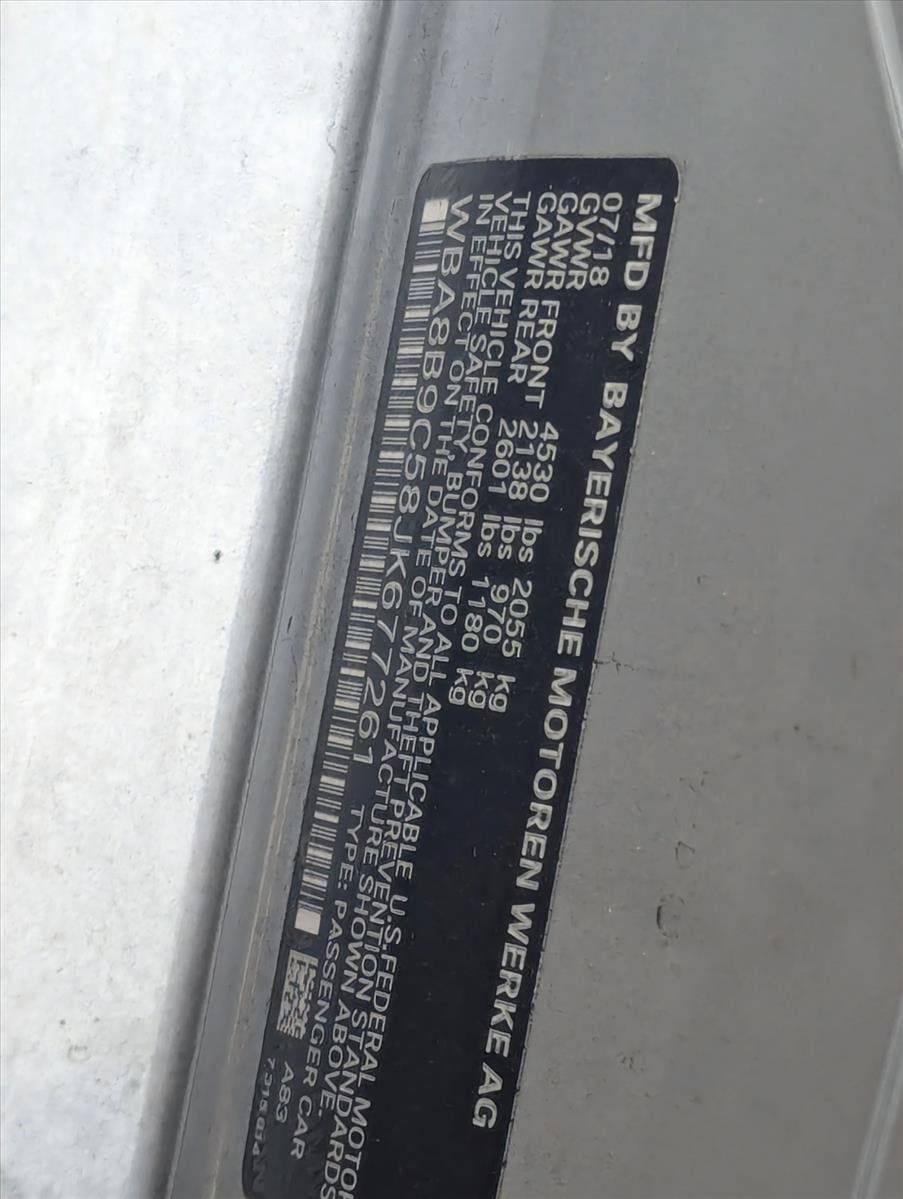 MFD BY BAYERISCHE MOTOREN WERKE AG
07/18
GVWR 4530 lbs 2055 kg
GAWR FRONT 2138 lbs 970 kg
GAWR REAR 2601 lbs 1180 kg
THIS VEHICLE CONFORMS TO ALL APPLICABLE U.S.FEDERAL MOTOR
VEHICLE SAFETY, BUMPER AND THEFT PREVENTION STANDARDS
IN EFFECT ON THE DATE OF MANUFACTURE SHOWN ABOVE.
WBA8B9C58JK677261 TYPE: PASSENGER CAR
A83